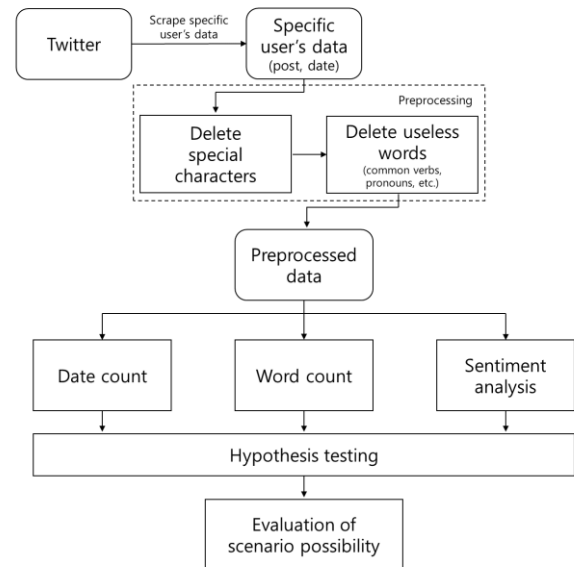 Twitter
Scrape specific
user's data
Specific
user's data
(post, date)
Preprocessing
Delete
special
characters
Delete useless
words
(common verbs,
pronouns, etc.)
Preprocessed
data
Date count
Word count
Sentiment
analysis
Hypothesis testing
Evaluation of
scenario possibility